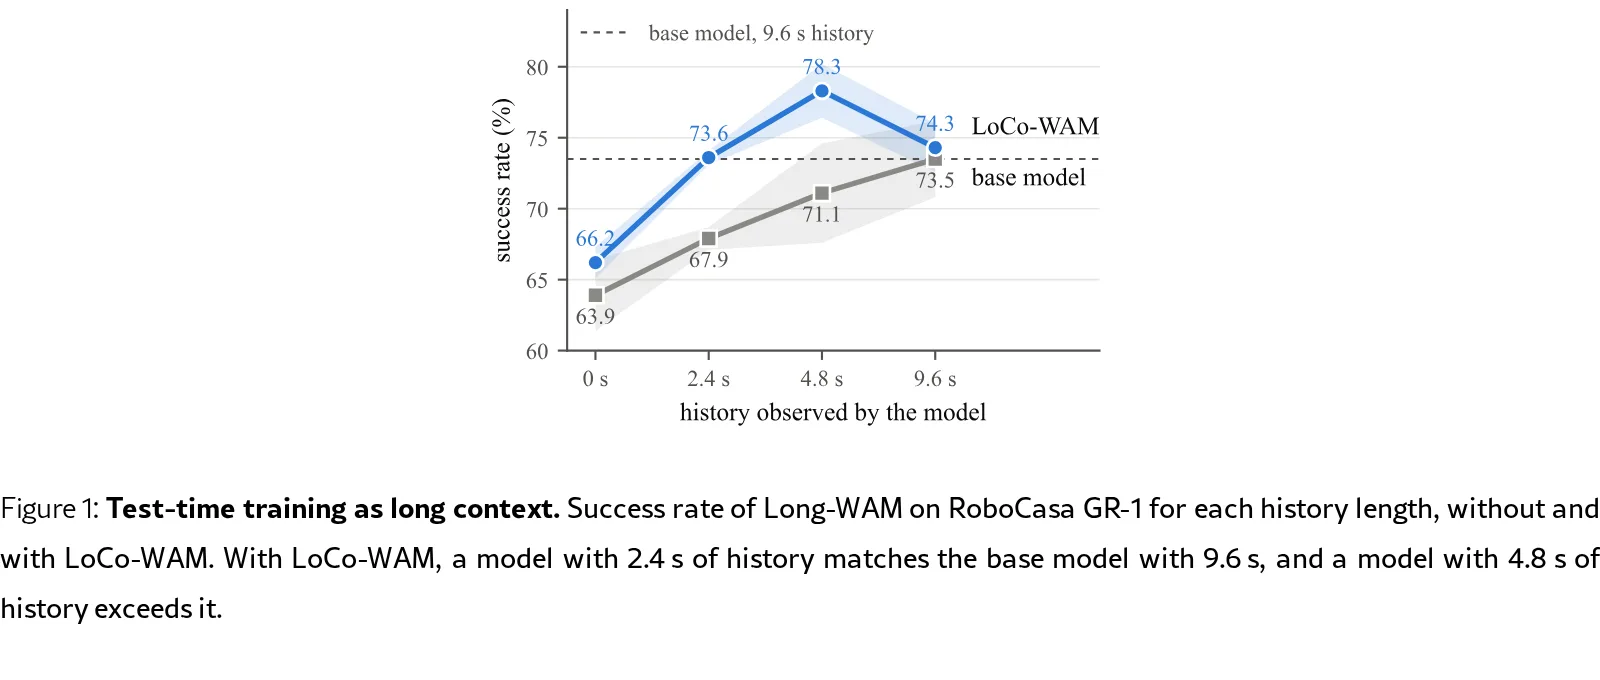 base model, 9.6 s history
80
75
70
65
60
success rate (%)
78.3
73.6
74.3
LoCo-WAM
base model
73.5
71.1
66.2
67.9
63.9
0 s
2.4 s
4.8 s
9.6 s
history observed by the model
Figure 1: Test-time training as long context. Success rate of Long-WAM on RoboCasa GR-1 for each history length, without and
with LoCo-WAM. With LoCo-WAM, a model with 2.4 s of history matches the base model with 9.6 s, and a model with 4.8 s of
history exceeds it.